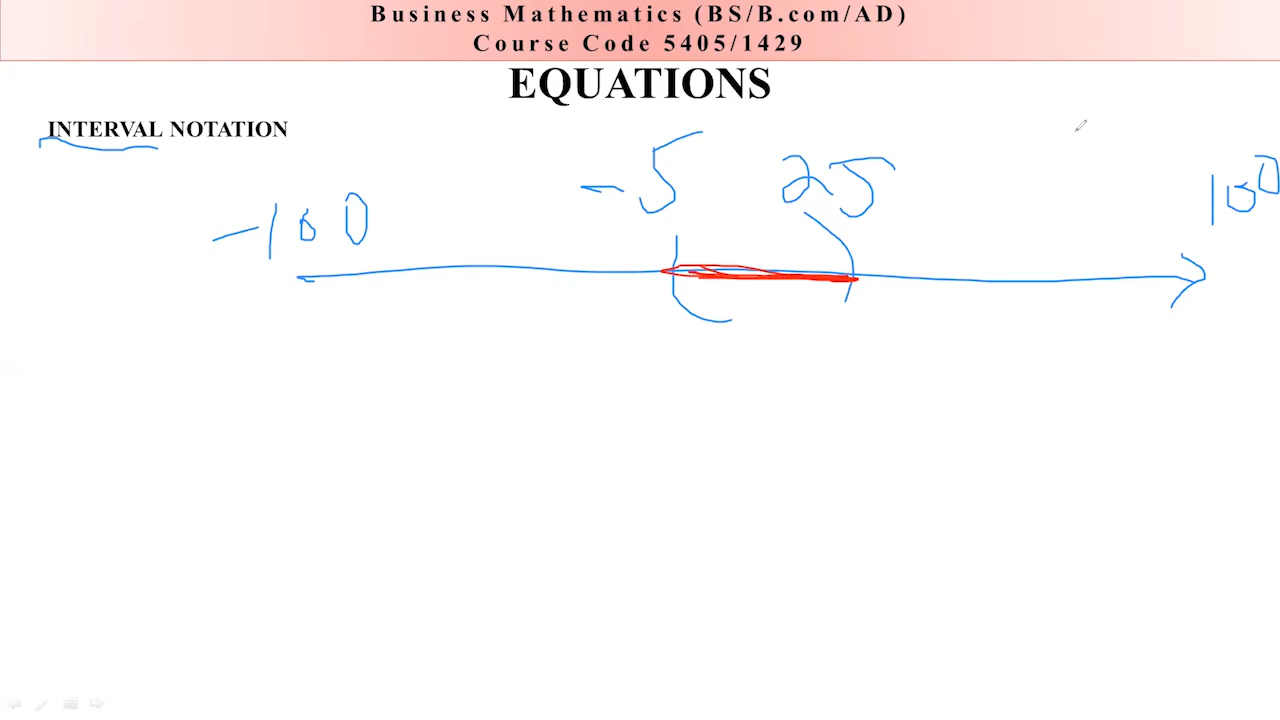 Business Mathematics (BS/B.com/AD)
Course Code 5405/1429
EQUATIONS
INTERVAL NOTATION
-5 25 100
-100